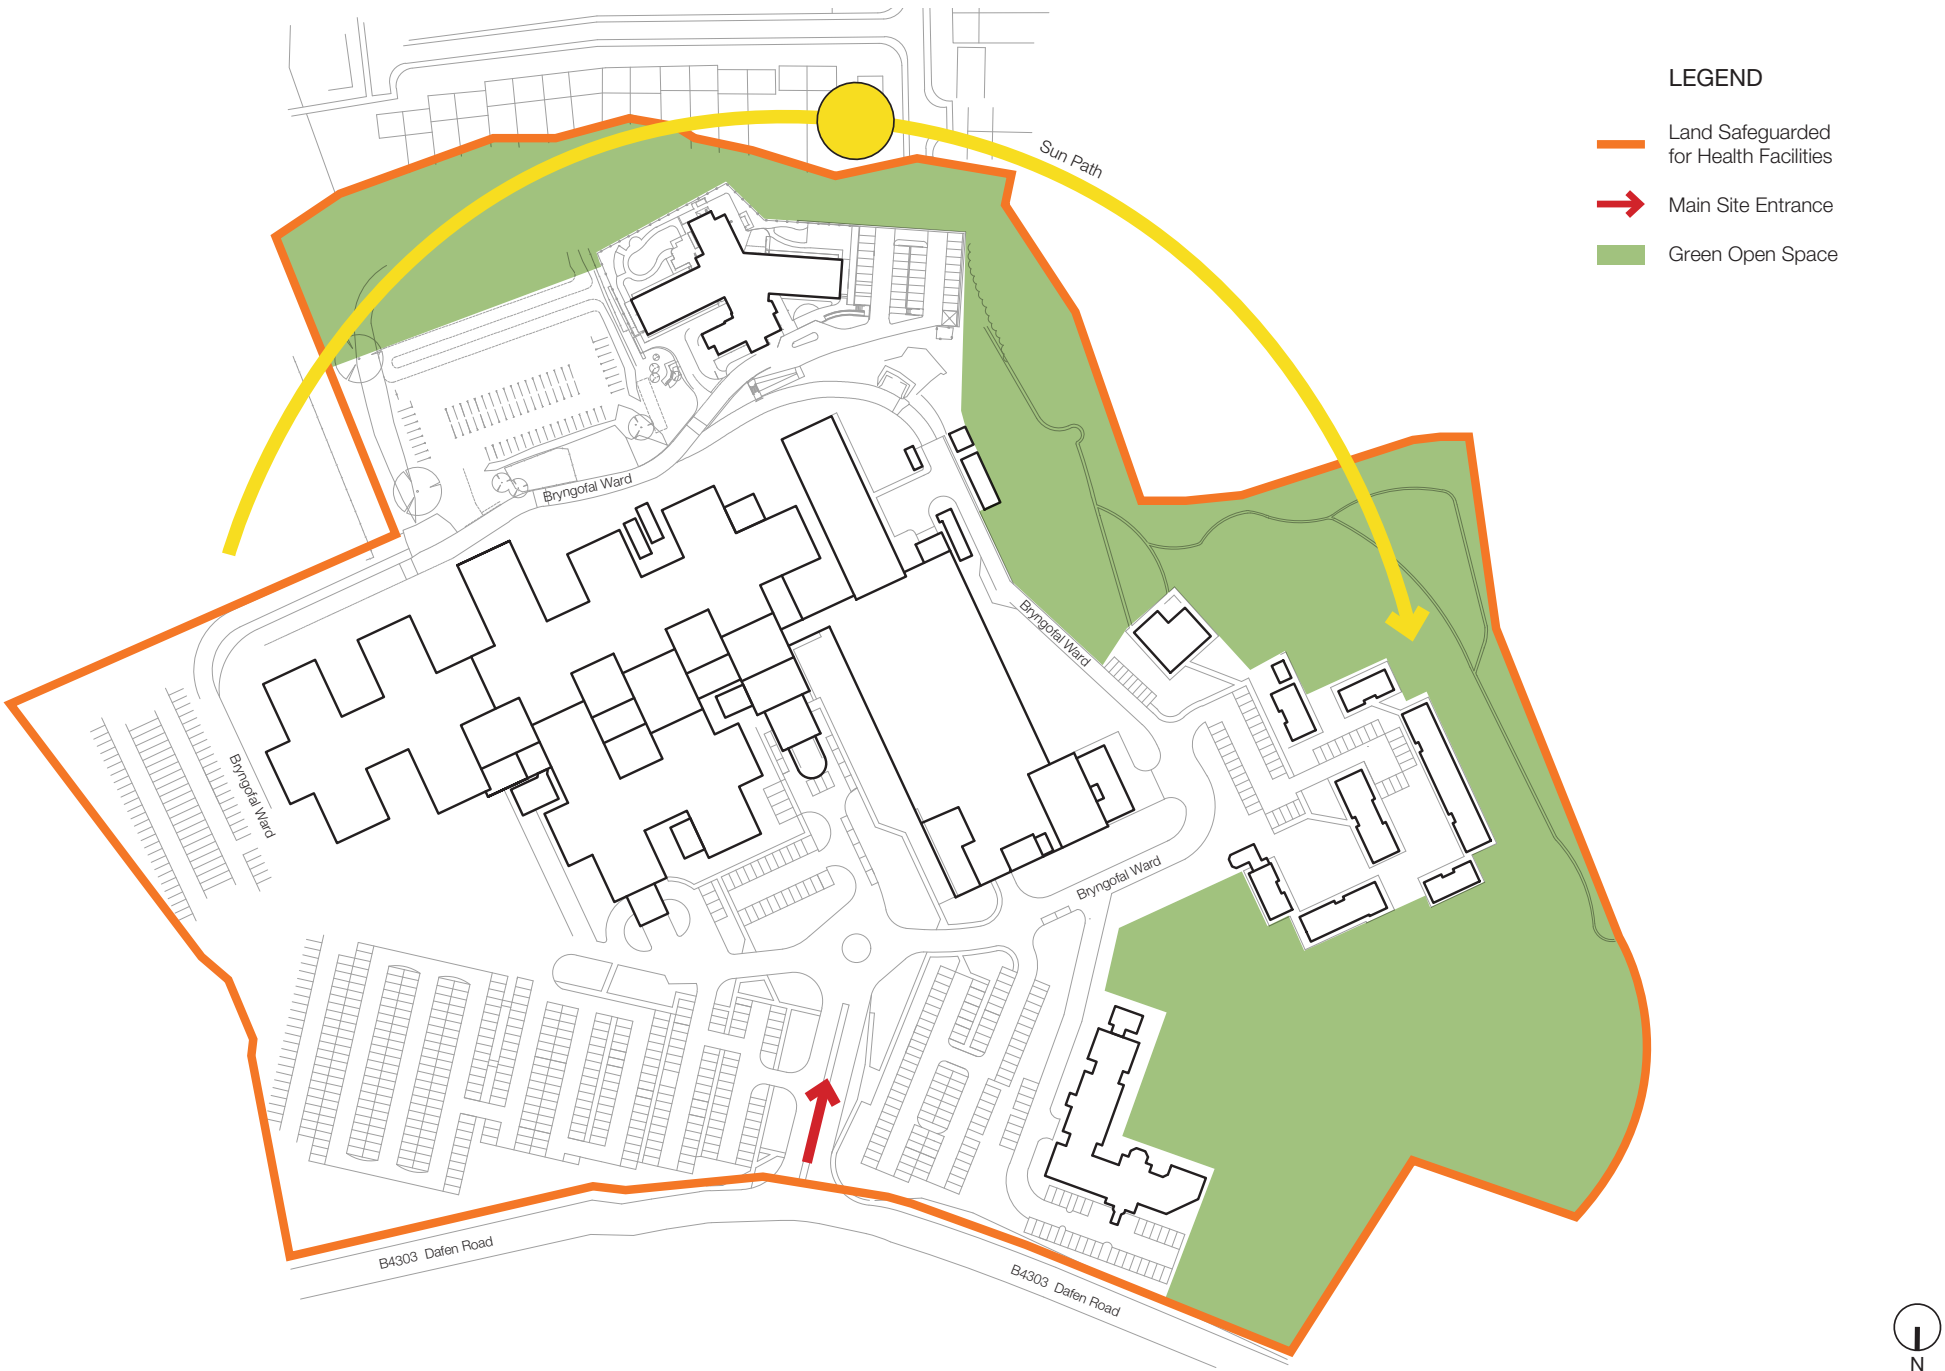 LEGEND
Land Safeguarded
for Health Facilities
Main Site Entrance
Green Open Space
Sun Path
Bryngofal Ward
Bryngofal Ward
Bryngofal Ward
Bryngofal Ward
B4303 Dafen Road
B4303 Dafen Road
N